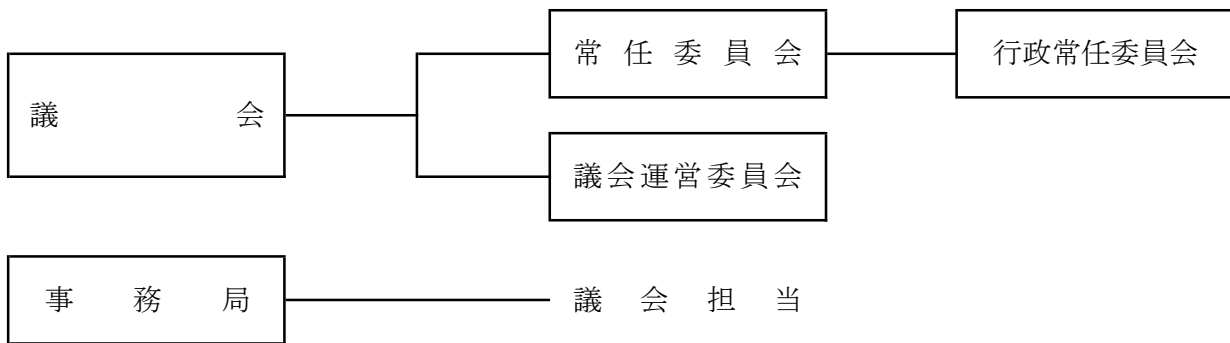 常任委員会
行政常任委員会
議会
議会運営委員会
事務局
議会担当